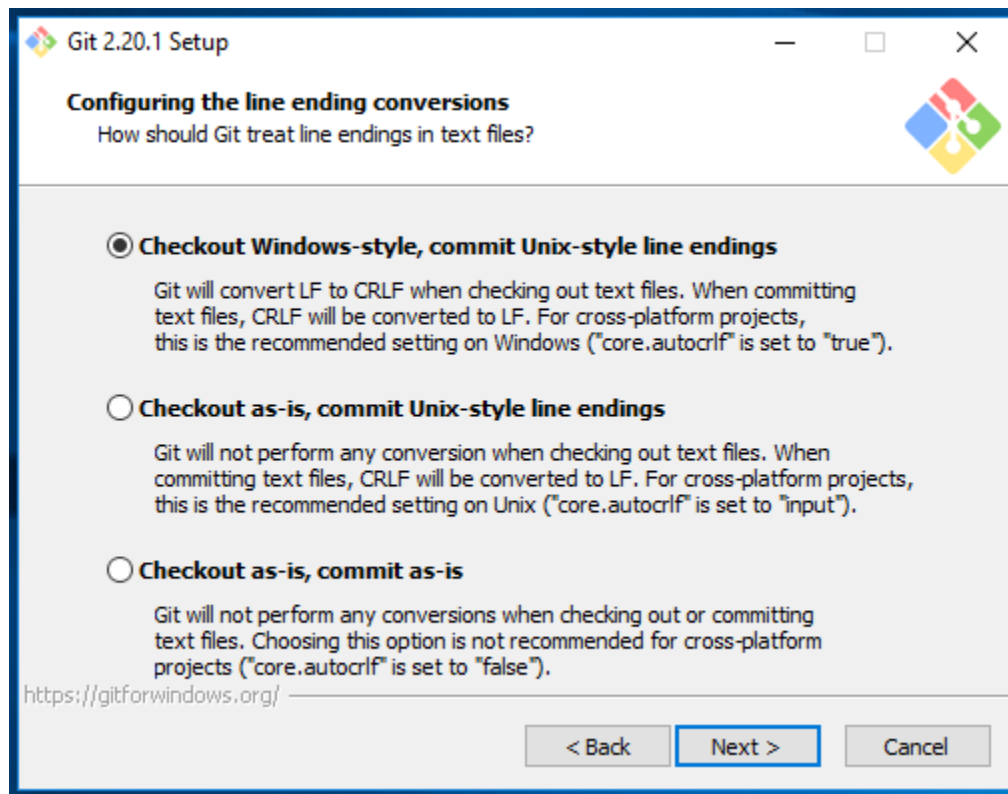 Git 2.20.1 Setup
Configuring the line ending conversions
How should Git treat line endings in text files?
Checkout Windows-style, commit Unix-style line endings
Git will convert LF to CRLF when checking out text files. When committing
text files, CRLF will be converted to LF. For cross-platform projects,
this is the recommended setting on Windows ("core.autocrlf" is set to "true").
Checkout as-is, commit Unix-style line endings
Git will not perform any conversion when checking out text files. When
committing text files, CRLF will be converted to LF. For cross-platform projects,
this is the recommended setting on Unix ("core.autocrlf" is set to "input").
Checkout as-is, commit as-is
Git will not perform any conversions when checking out or committing
text files. Choosing this option is not recommended for cross-platform
projects ("core.autocrlf" is set to "false").
https://gitforwindows.org/
< Back Next > Cancel